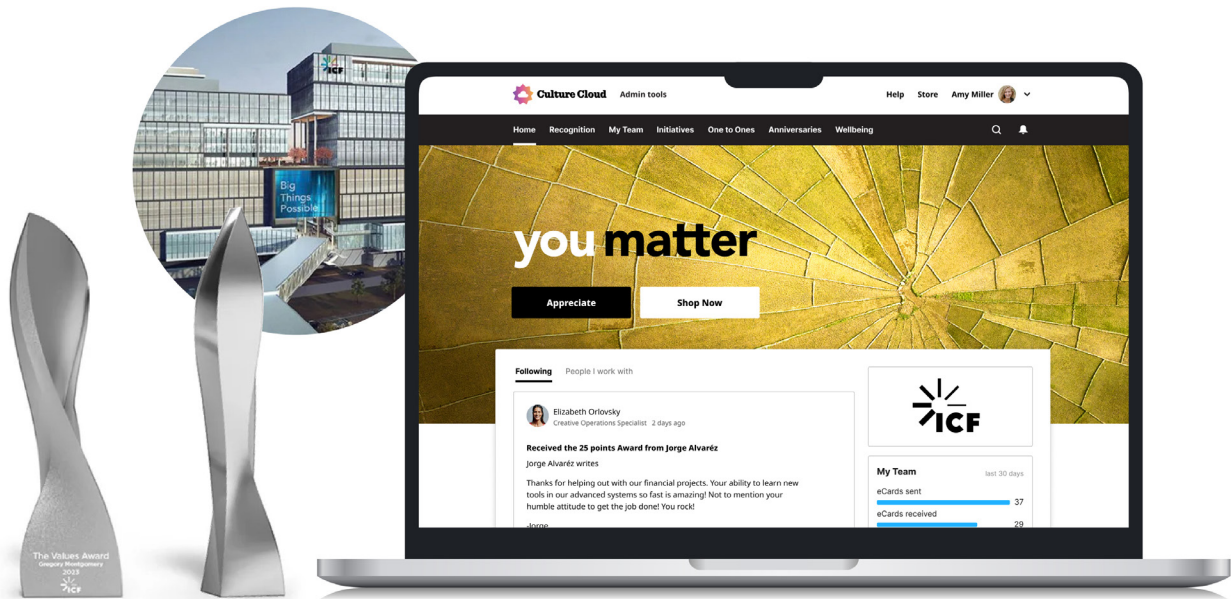 ICF
Big
Things
Possible
The Values Award
Gregory Montgomery
2023
ICF
Culture Cloud Admin tools
Help Store Amy Miller
Home Recognition My Team Initiatives One to Ones Anniversaries Wellbeing
you matter
Appreciate Shop Now
Following People I work with
Elizabeth Orlovsky
Creative Operations Specialist 2 days ago
Received the 25 points Award from Jorge Alvaréz
Jorge Alvaréz writes
Thanks for helping out with our financial projects. Your ability to learn new
tools in our advanced systems so fast is amazing! Not to mention your
humble attitude to get the job done! You rock!
-Jorge
ICF
My Team last 30 days
eCards sent
37
eCards received
29